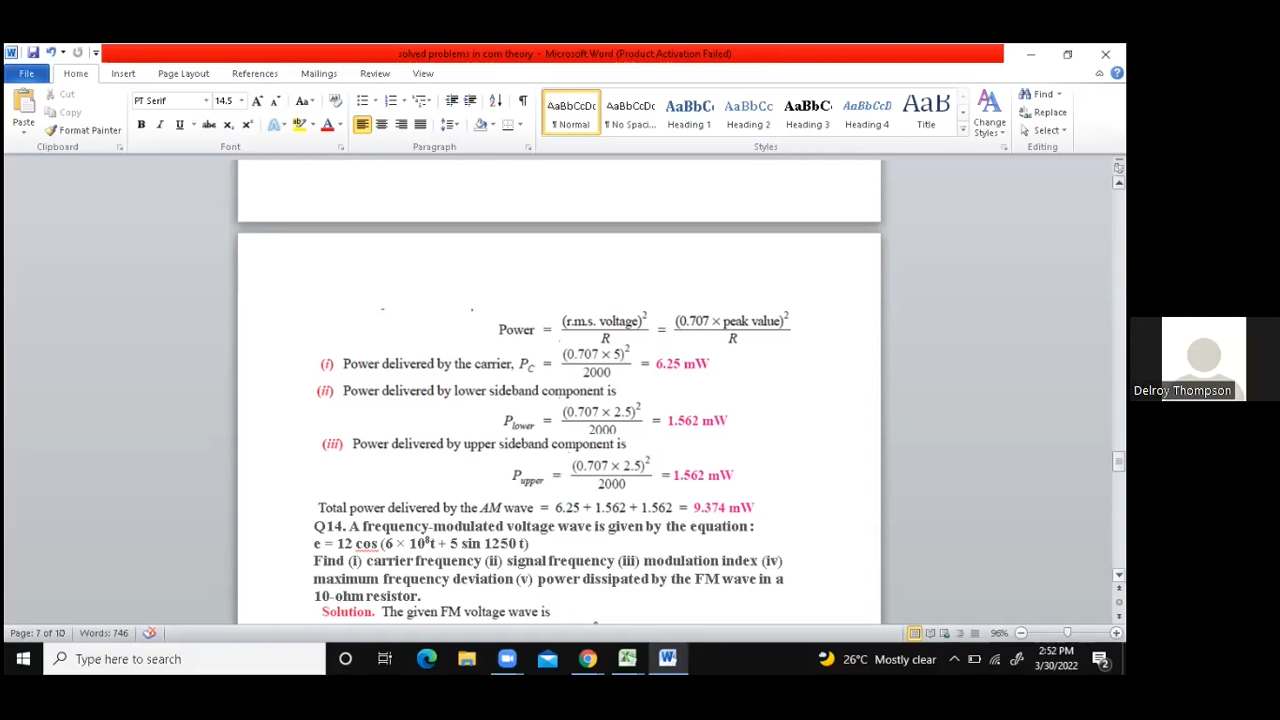 solved problems in com theory - Microsoft Word (Product Activation Failed)
File Home Insert Page Layout References Mailings Review View
Cut
Copy
Format Painter
Paste
PT Serif 14.5
AaBbCcDc AaBbCcDc AaBbC AaBbCc AaBbC AaBbCcD AaB
¶ Normal ¶ No Spaci... Heading 1 Heading 2 Heading 3 Heading 4 Title
Change Styles
Find
Replace
Select
Clipboard Font Paragraph Styles Editing
Power = (r.m.s. voltage)² / R = (0.707 × peak value)² / R
(i) Power delivered by the carrier, P_C = (0.707 × 5)² / 2000 = 6.25 mW
(ii) Power delivered by lower sideband component is
P_lower = (0.707 × 2.5)² / 2000 = 1.562 mW
(iii) Power delivered by upper sideband component is
P_upper = (0.707 × 2.5)² / 2000 = 1.562 mW
Total power delivered by the AM wave = 6.25 + 1.562 + 1.562 = 9.374 mW
Q14. A frequency-modulated voltage wave is given by the equation :
e = 12 cos (6 × 10⁸t + 5 sin 1250 t)
Find (i) carrier frequency (ii) signal frequency (iii) modulation index (iv)
maximum frequency deviation (v) power dissipated by the FM wave in a
10-ohm resistor.
Solution. The given FM voltage wave is
Delroy Thompson
Page: 7 of 10 Words: 746 96%
Type here to search
26°C Mostly clear
2:52 PM
3/30/2022
2